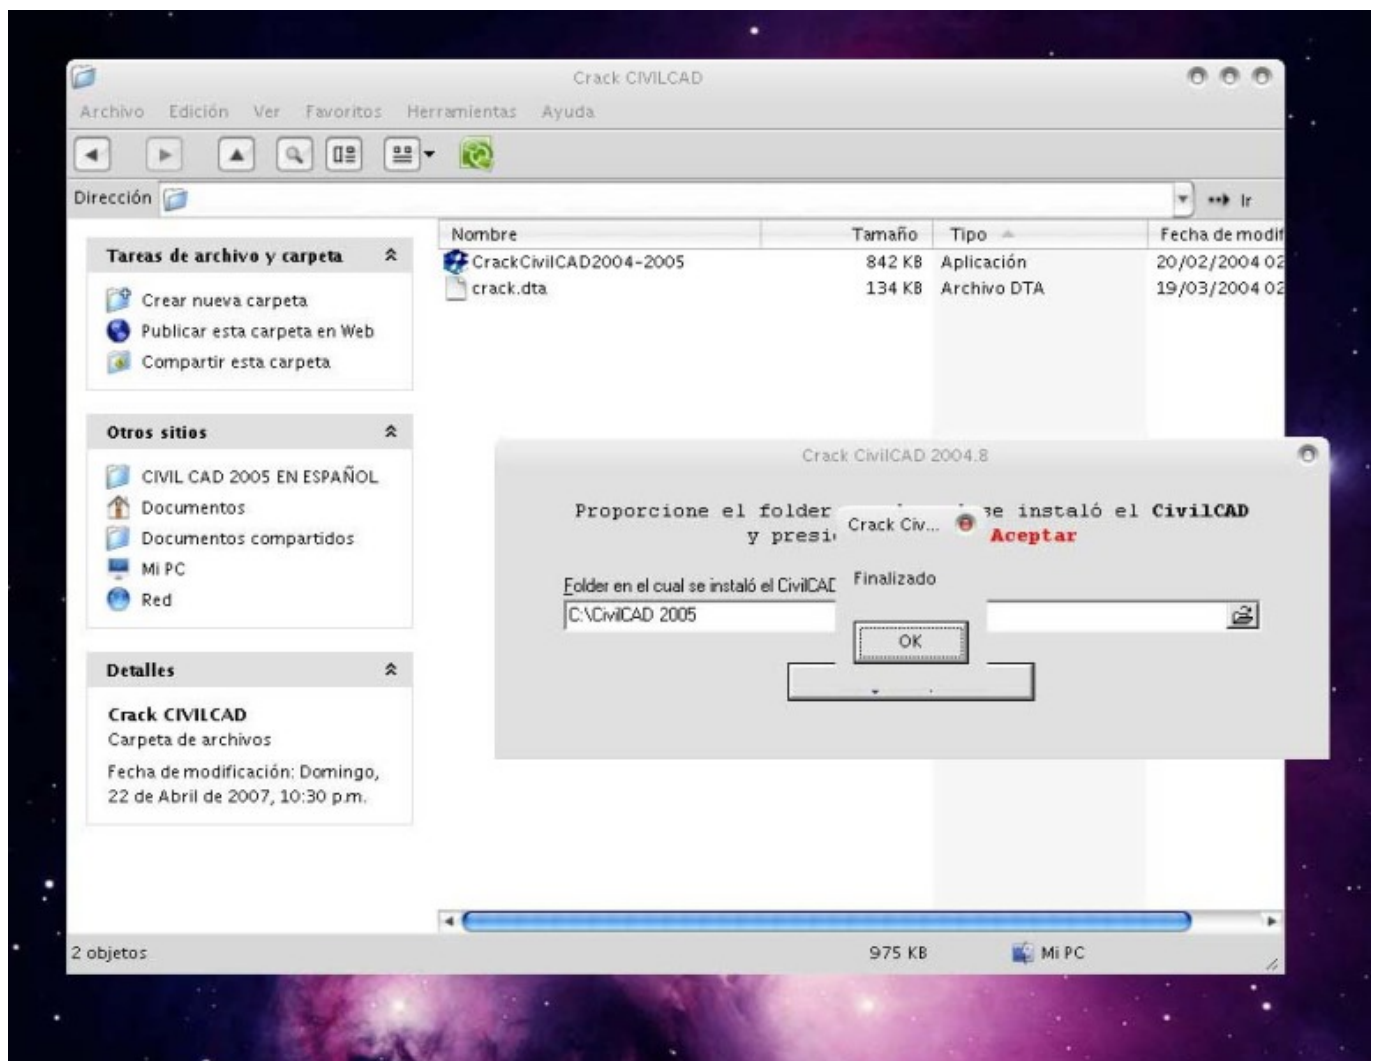 Crack CIVILCAD
Archivo Edición Ver Favoritos Herramientas Ayuda
Dirección Ir
Nombre Tamaño Tipo Fecha de modif
CrackCivilCAD2004-2005 842 KB Aplicación 20/02/2004 02
crack.dta 134 KB Archivo DTA 19/03/2004 02
Tareas de archivo y carpeta
Crear nueva carpeta
Publicar esta carpeta en Web
Compartir esta carpeta
Otros sitios
CIVIL CAD 2005 EN ESPAÑOL
Documentos
Documentos compartidos
Mi PC
Red
Detalles
Crack CIVILCAD
Carpeta de archivos
Fecha de modificación: Domingo,
22 de Abril de 2007, 10:30 p.m.
Crack CivilCAD 2004.8
Proporcione el folder se instaló el CivilCAD
y Aceptar
Folder en el cual se instaló el CivilCAD
C:\CivilCAD 2005
Crack Civ...
Finalizado
OK
2 objetos 975 KB Mi PC